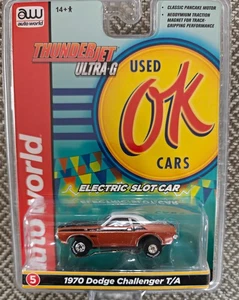 aw
auto world
14+
THUNDERJET
ULTRA-G
• CLASSIC PANCAKE MOTOR
• NEODYMIUM TRACTION
MAGNET FOR TRACK-
GRIPPING PERFORMANCE
USED
OK
CARS
ELECTRIC SLOT CAR
auto world
5
1970 Dodge Challenger T/A